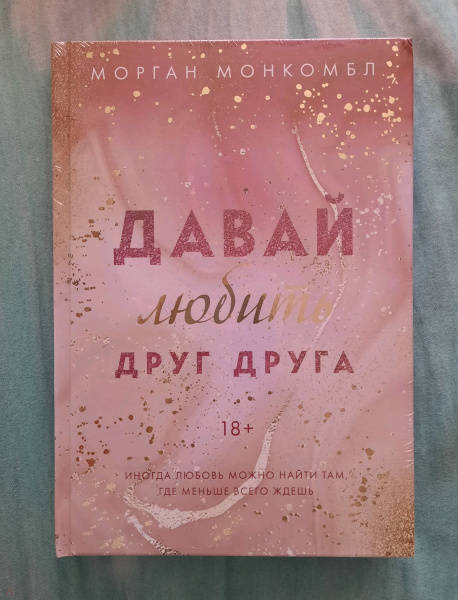 МОРГАН МОНКОМБЛ
ДАВАЙ
любить
ДРУГ ДРУГА
18+
ИНОГДА ЛЮБОВЬ МОЖНО НАЙТИ ТАМ,
ГДЕ МЕНЬШЕ ВСЕГО ЖДЕШЬ